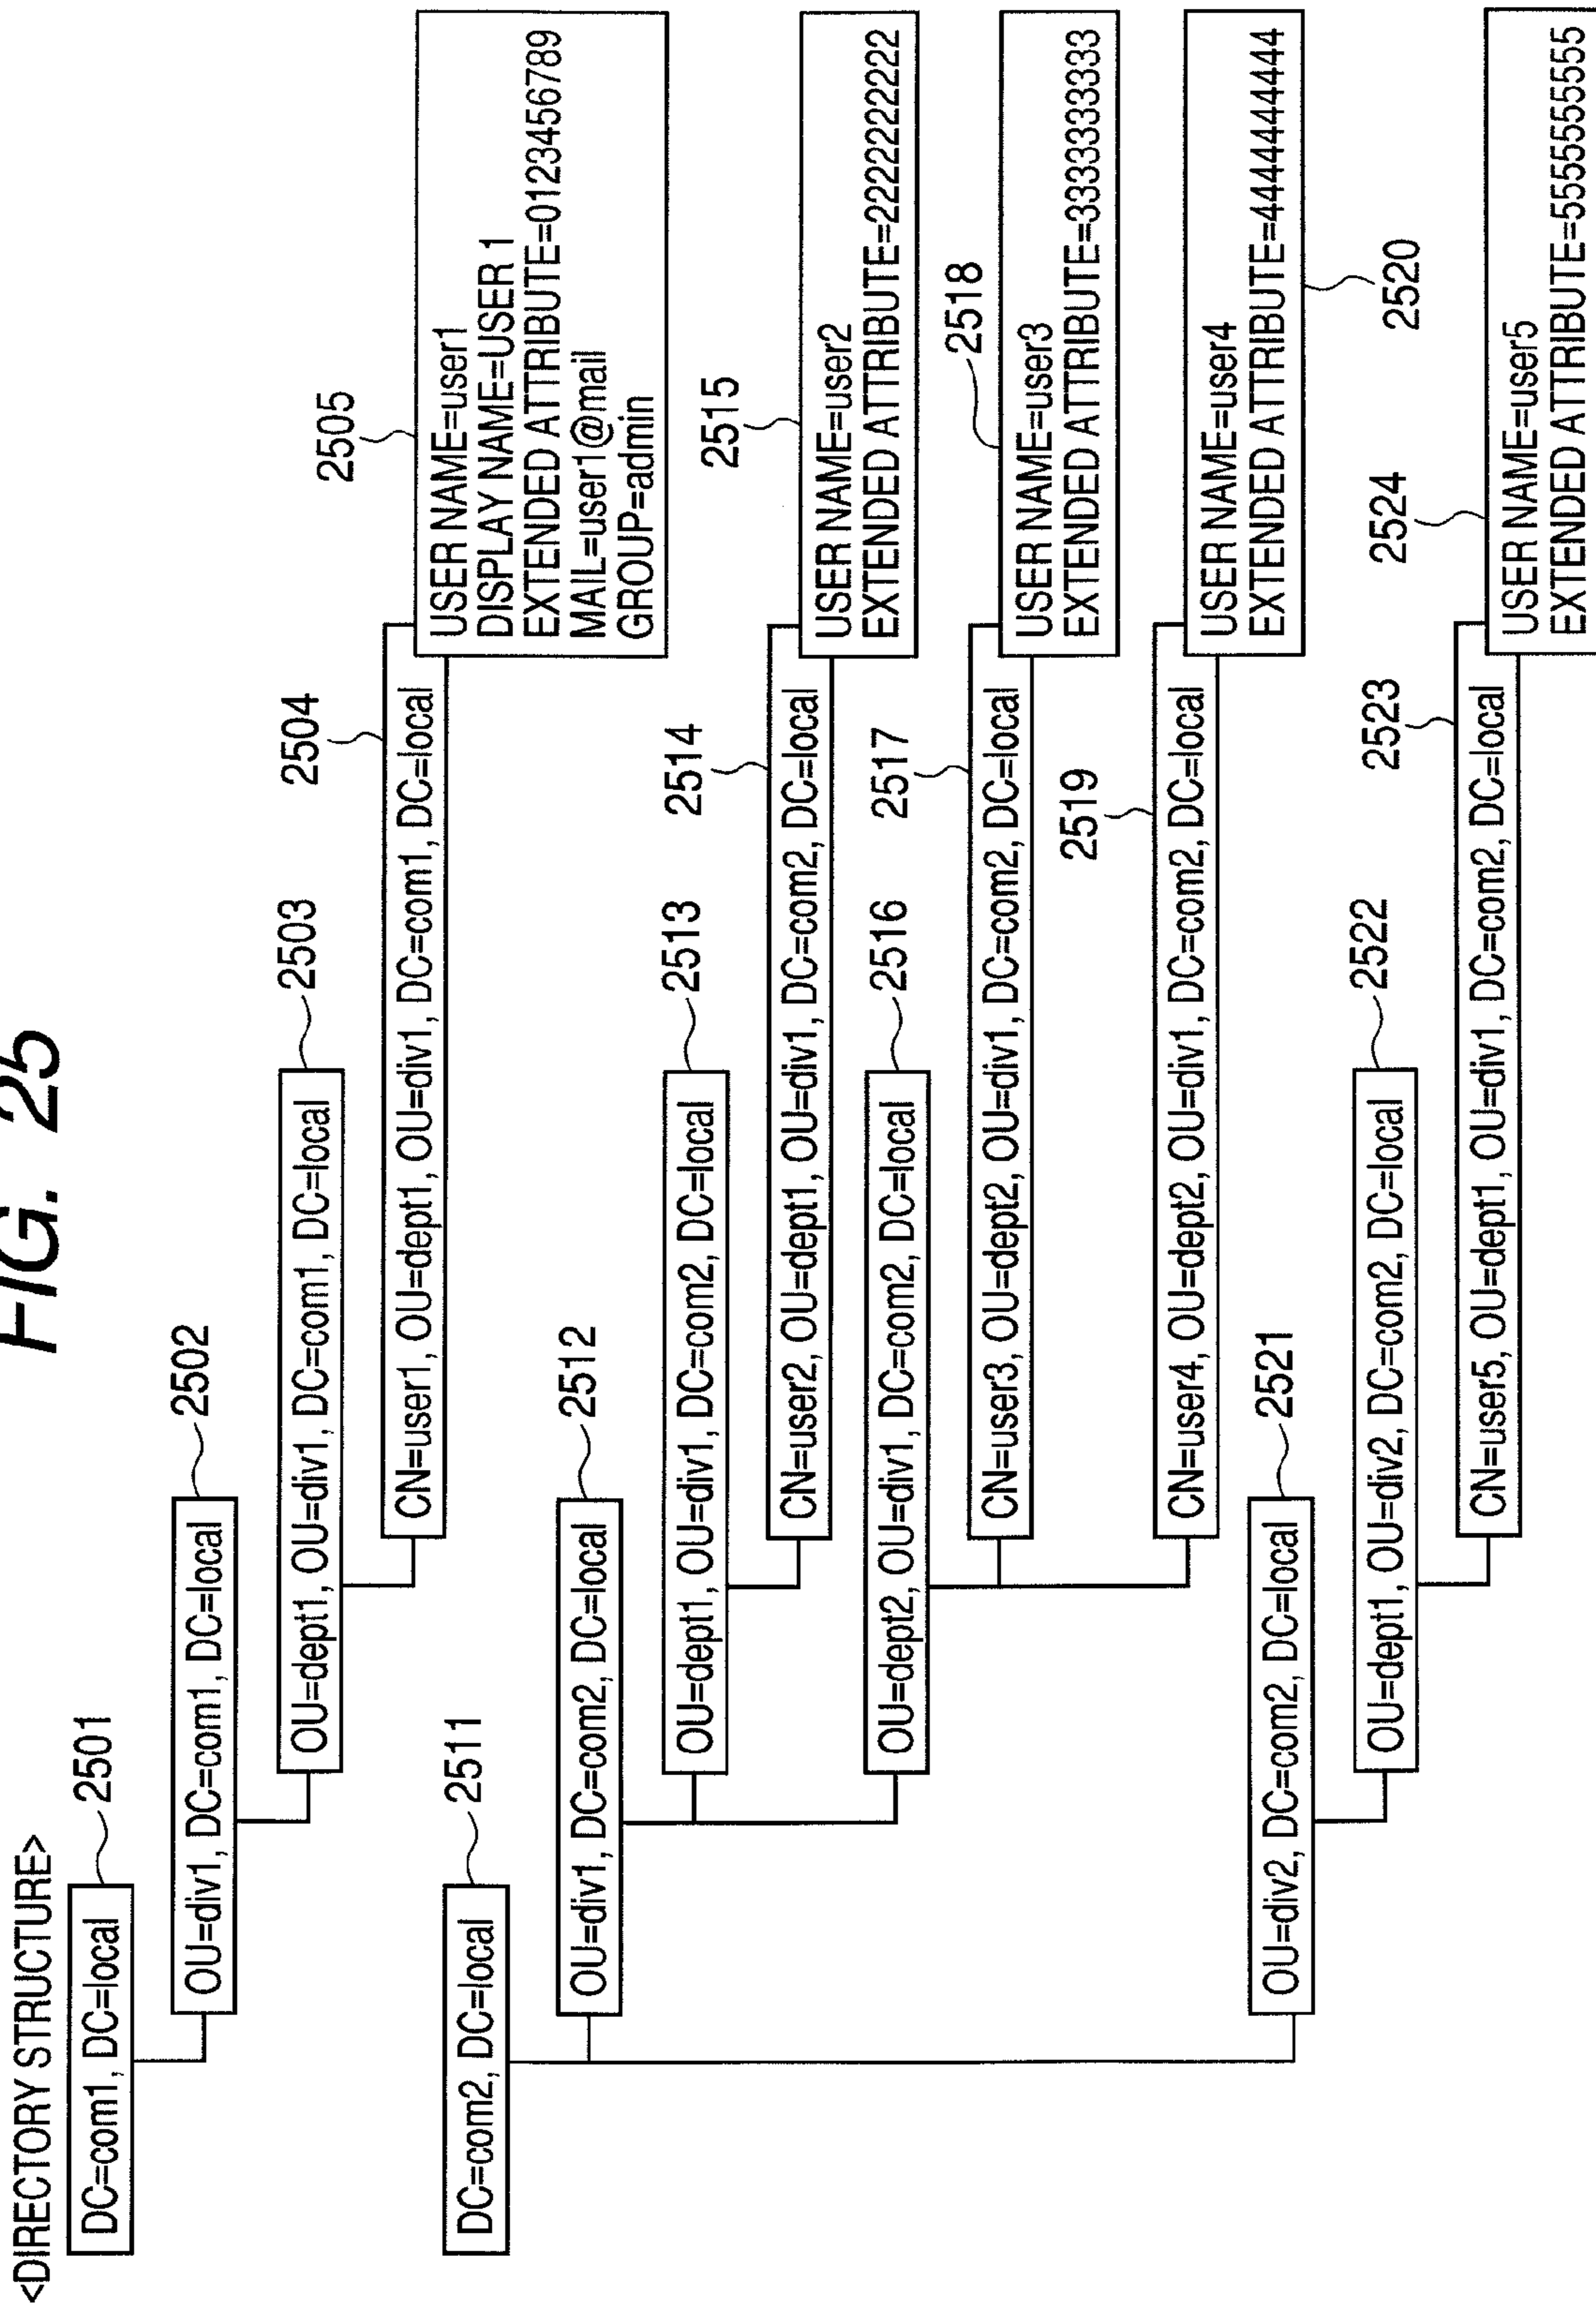 FIG. 25
<DIRECTORY STRUCTURE>
DC=com1, DC=local
2501
OU=div1, DC=com1, DC=local
2502
OU=dept1, OU=div1, DC=com1, DC=local
2503
CN=user1, OU=dept1, OU=div1, DC=com1, DC=local
2504
2505
USER NAME=user1
DISPLAY NAME=USER 1
EXTENDED ATTRIBUTE=0123456789
MAIL=user1@mail
GROUP=admin
DC=com2, DC=local
2511
OU=div1, DC=com2, DC=local
2512
OU=dept1, OU=div1, DC=com2, DC=local
2513
CN=user2, OU=dept1, OU=div1, DC=com2, DC=local
2514
2515
USER NAME=user2
EXTENDED ATTRIBUTE=2222222222
OU=dept2, OU=div1, DC=com2, DC=local
2516
CN=user3, OU=dept2, OU=div1, DC=com2, DC=local
2517
2518
USER NAME=user3
EXTENDED ATTRIBUTE=3333333333
CN=user4, OU=dept2, OU=div1, DC=com2, DC=local
2519
USER NAME=user4
EXTENDED ATTRIBUTE=4444444444
2520
OU=div2, DC=com2, DC=local
2521
OU=dept1, OU=div2, DC=com2, DC=local
2522
CN=user5, OU=dept1, OU=div1, DC=com2, DC=local
2523
2524
USER NAME=user5
EXTENDED ATTRIBUTE=5555555555